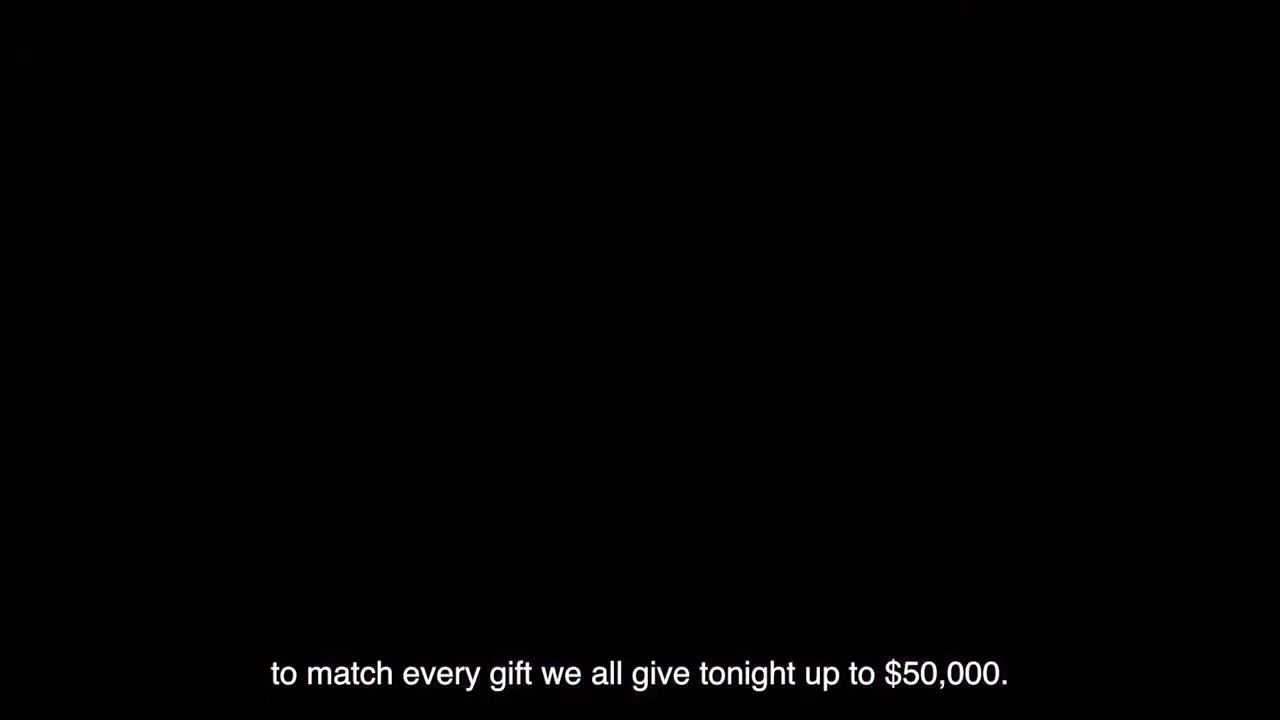 to match every gift we all give tonight up to $50,000.